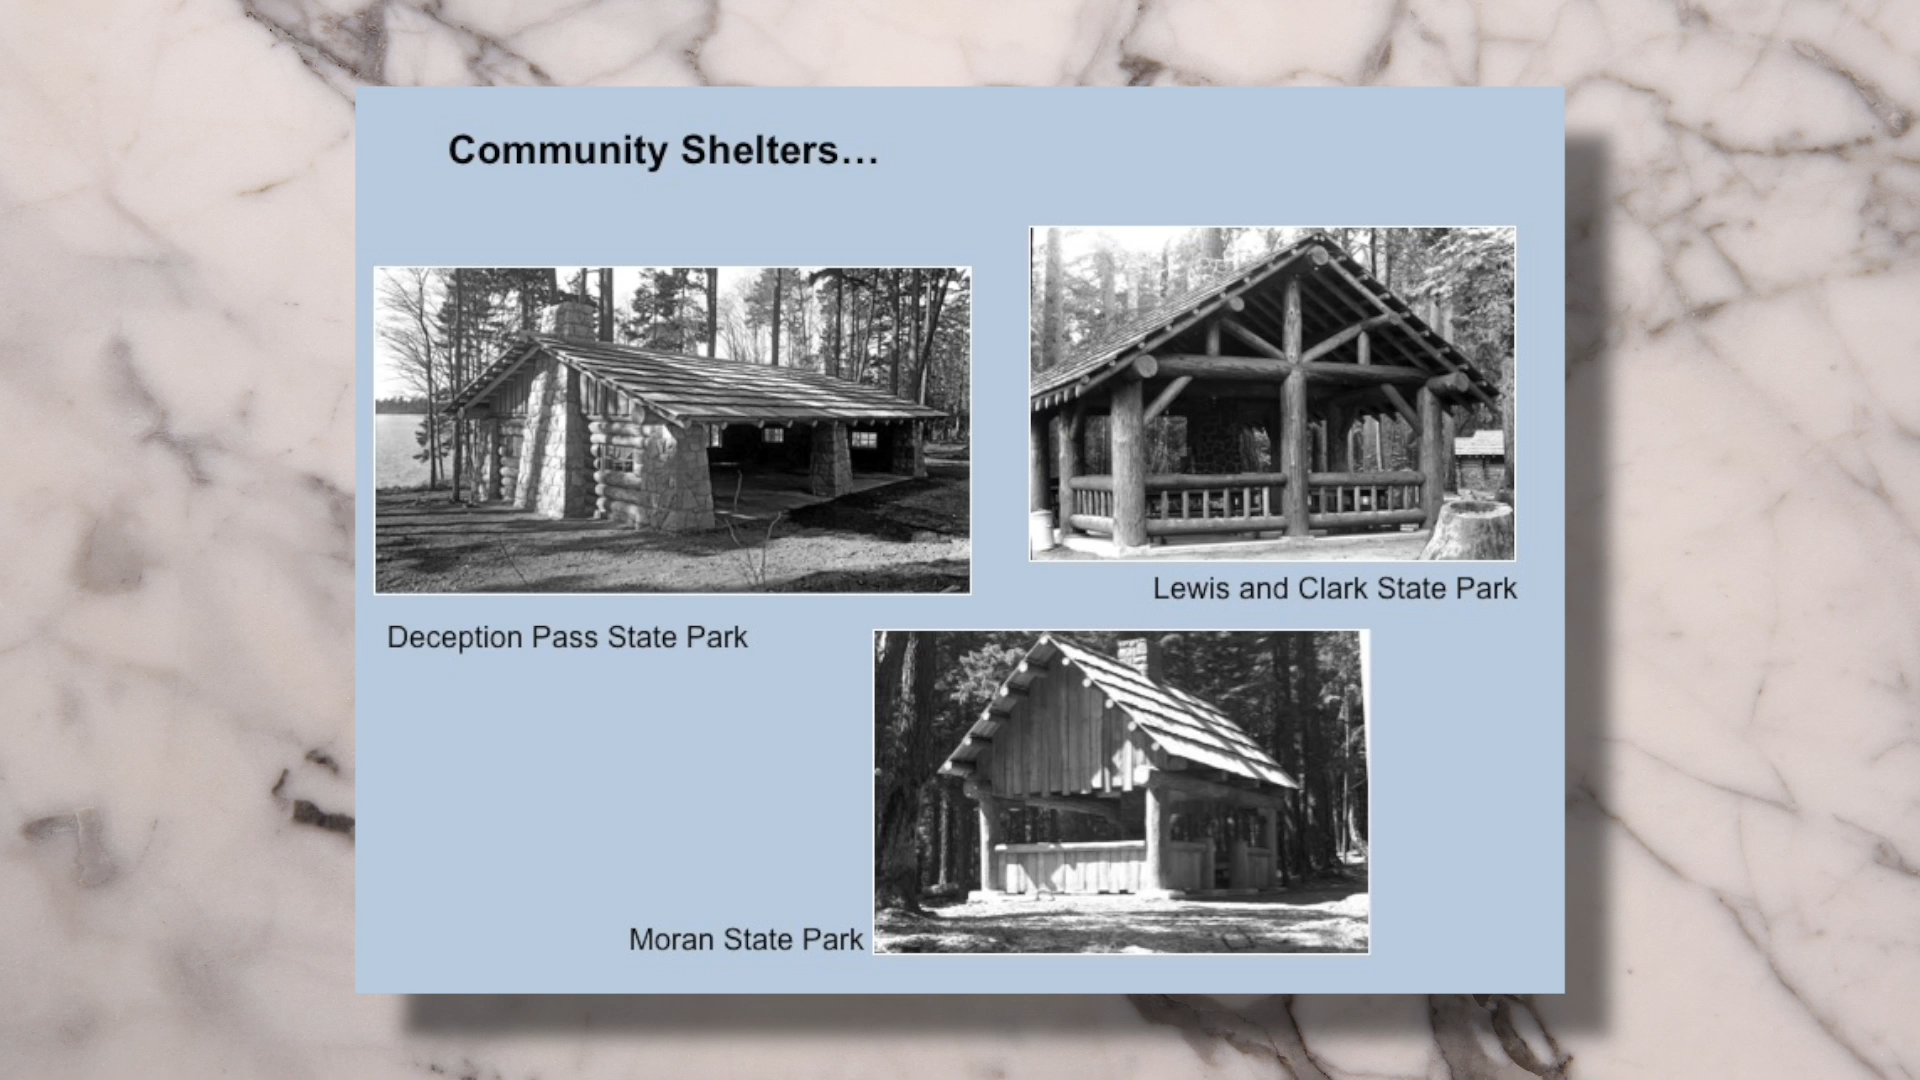 Community Shelters…
Lewis and Clark State Park
Deception Pass State Park
Moran State Park